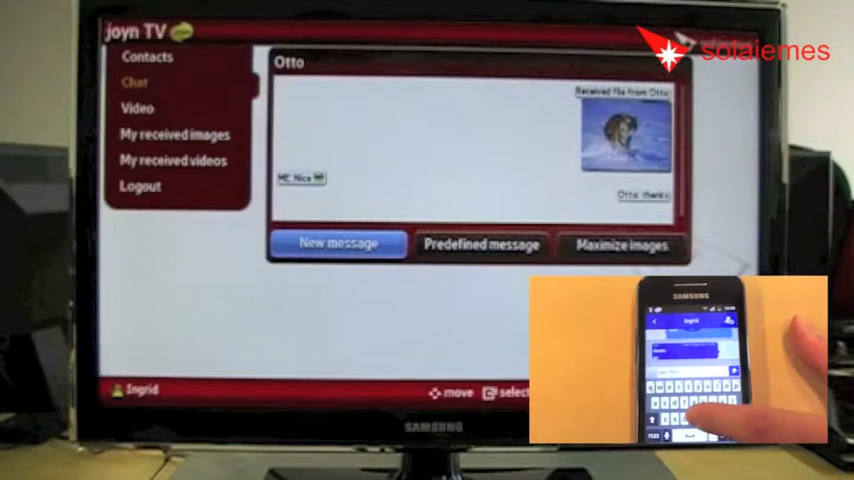 joyn TV
solaiemes
Contacts
Chat
Video
My received images
My received videos
Logout
Otto
Received file from Otto:
ME: Nice
Otto: thanks
New message
Predefined message
Maximize images
Ingrid
move
select
SAMSUNG
SAMSUNG
Ingrid